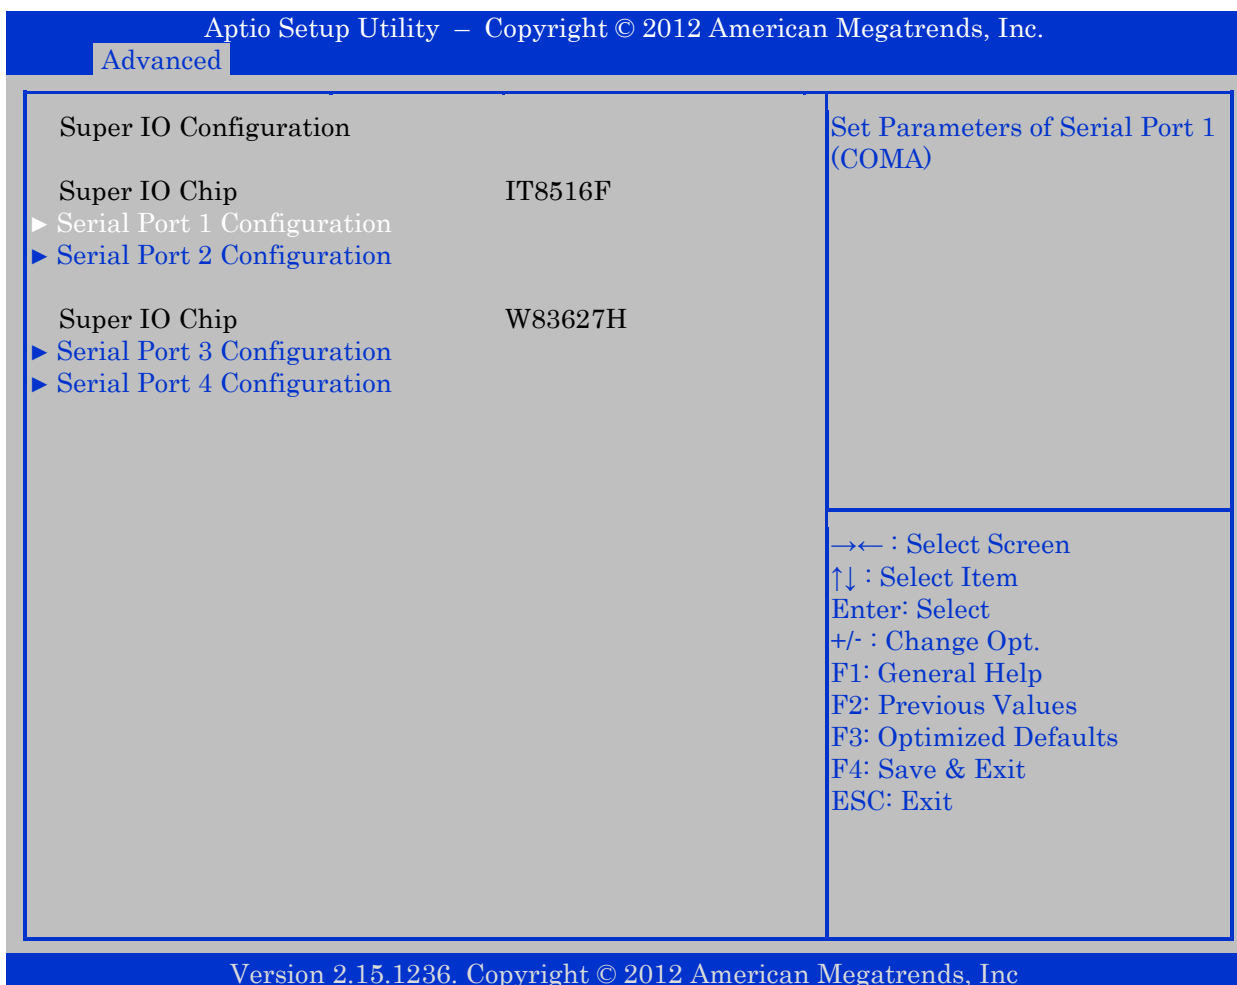 Aptio Setup Utility – Copyright © 2012 American Megatrends, Inc.
Advanced
Super IO Configuration
Super IO Chip IT8516F
► Serial Port 1 Configuration
► Serial Port 2 Configuration
Super IO Chip W83627H
► Serial Port 3 Configuration
► Serial Port 4 Configuration
Set Parameters of Serial Port 1
(COMA)
→← : Select Screen
↑↓ : Select Item
Enter: Select
+/- : Change Opt.
F1: General Help
F2: Previous Values
F3: Optimized Defaults
F4: Save & Exit
ESC: Exit
Version 2.15.1236. Copyright © 2012 American Megatrends, Inc